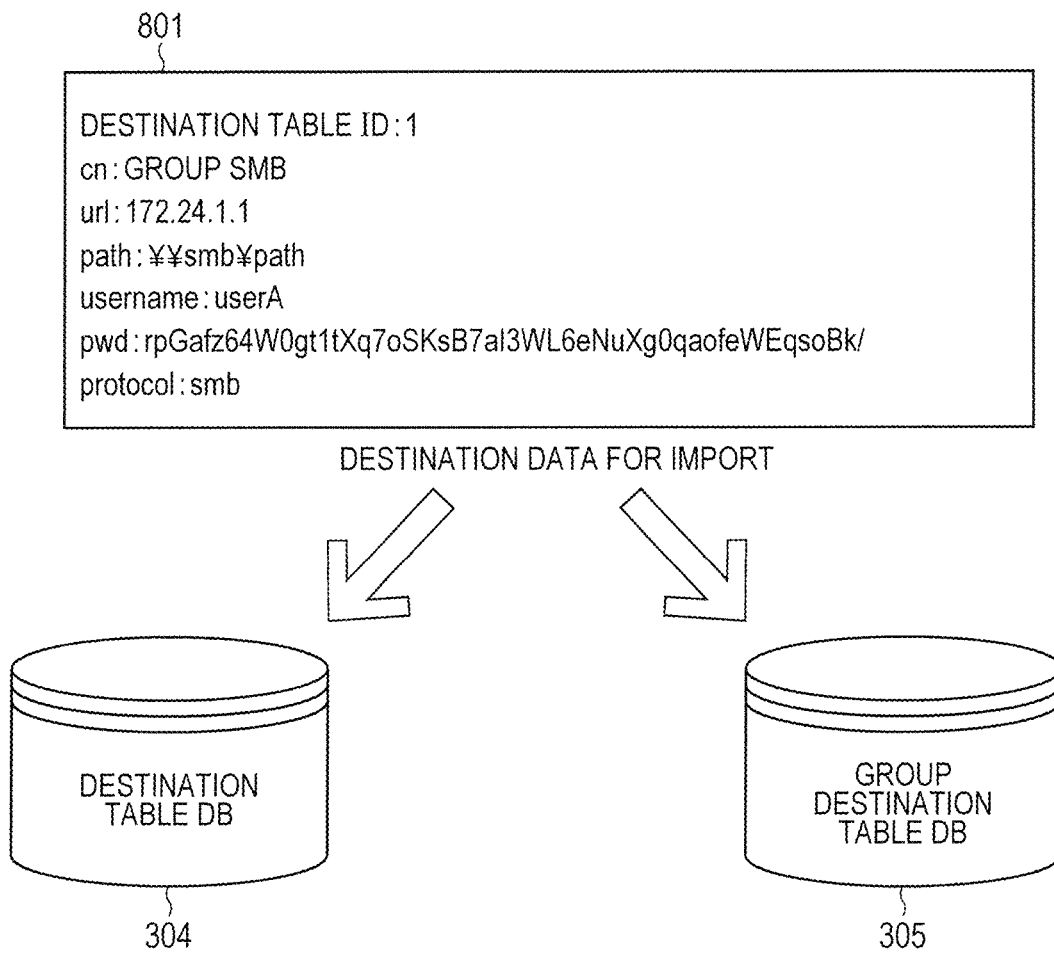 801
DESTINATION TABLE ID:1
cn:GROUP SMB
url:172.24.1.1
path:¥¥smb¥path
username:userA
pwd:rpGafz64W0gt1tXq7oSKsB7al3WL6eNuXg0qaofeWEqsoBk/
protocol:smb
DESTINATION DATA FOR IMPORT
DESTINATION
TABLE DB
GROUP
DESTINATION
TABLE DB
304
305